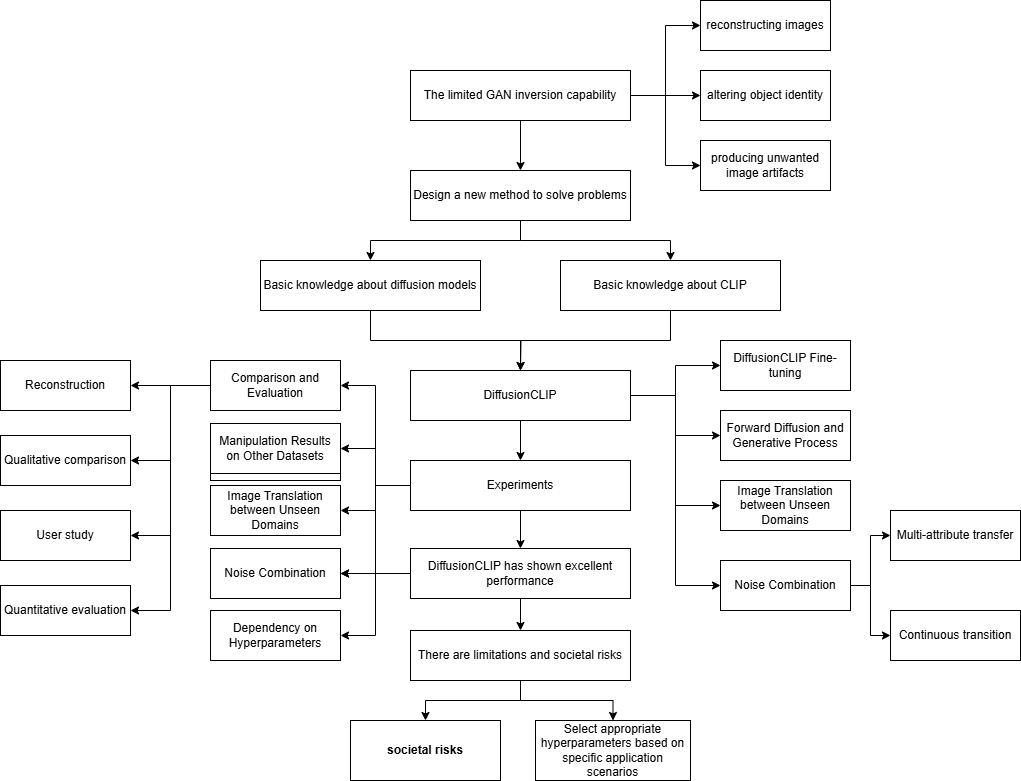 reconstructing images
The limited GAN inversion capability
altering object identity
producing unwanted
image artifacts
Design a new method to solve problems
Basic knowledge about diffusion models
Basic knowledge about CLIP
DiffusionCLIP
DiffusionCLIP Fine-
tuning
Forward Diffusion and
Generative Process
Image Translation
between Unseen
Domains
Noise Combination
Multi-attribute transfer
Continuous transition
Experiments
Comparison and
Evaluation
Reconstruction
Qualitative comparison
User study
Quantitative evaluation
Manipulation Results
on Other Datasets
Image Translation
between Unseen
Domains
Noise Combination
Dependency on
Hyperparameters
DiffusionCLIP has shown excellent
performance
There are limitations and societal risks
societal risks
Select appropriate
hyperparameters based on
specific application
scenarios